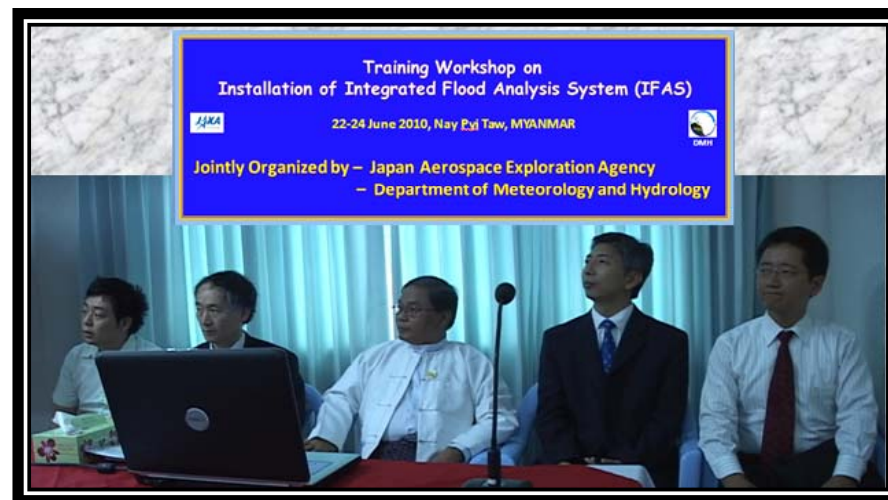 Training Workshop on
Installation of Integrated Flood Analysis System (IFAS)
22-24 June 2010, Nay Pyi Taw, MYANMAR
JAXA
DMH
Jointly Organized by – Japan Aerospace Exploration Agency
– Department of Meteorology and Hydrology
DELL